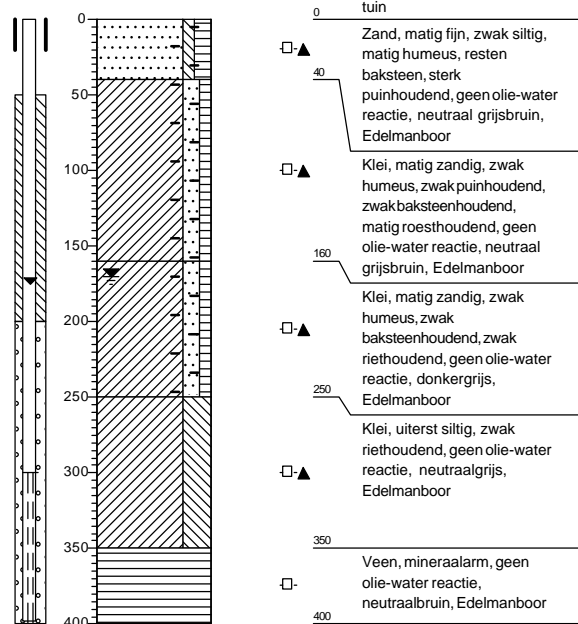 0
50
100
150
200
250
300
350
400
0
tuin
Zand, matig fijn, zwak siltig,
matig humeus, resten
baksteen, sterk
puinhoudend, geen olie-water
reactie, neutraal grijsbruin,
Edelmanboor
40
Klei, matig zandig, zwak
humeus, zwak puinhoudend,
zwak baksteenhoudend,
matig roesthoudend, geen
olie-water reactie, neutraal
grijsbruin, Edelmanboor
160
Klei, matig zandig, zwak
humeus, zwak
baksteenhoudend, zwak
riethoudend, geen olie-water
reactie, donkergrijs,
Edelmanboor
250
Klei, uiterst siltig, zwak
riethoudend, geen olie-water
reactie, neutraalgrijs,
Edelmanboor
350
Veen, mineraalarm, geen
olie-water reactie,
neutraalbruin, Edelmanboor
400